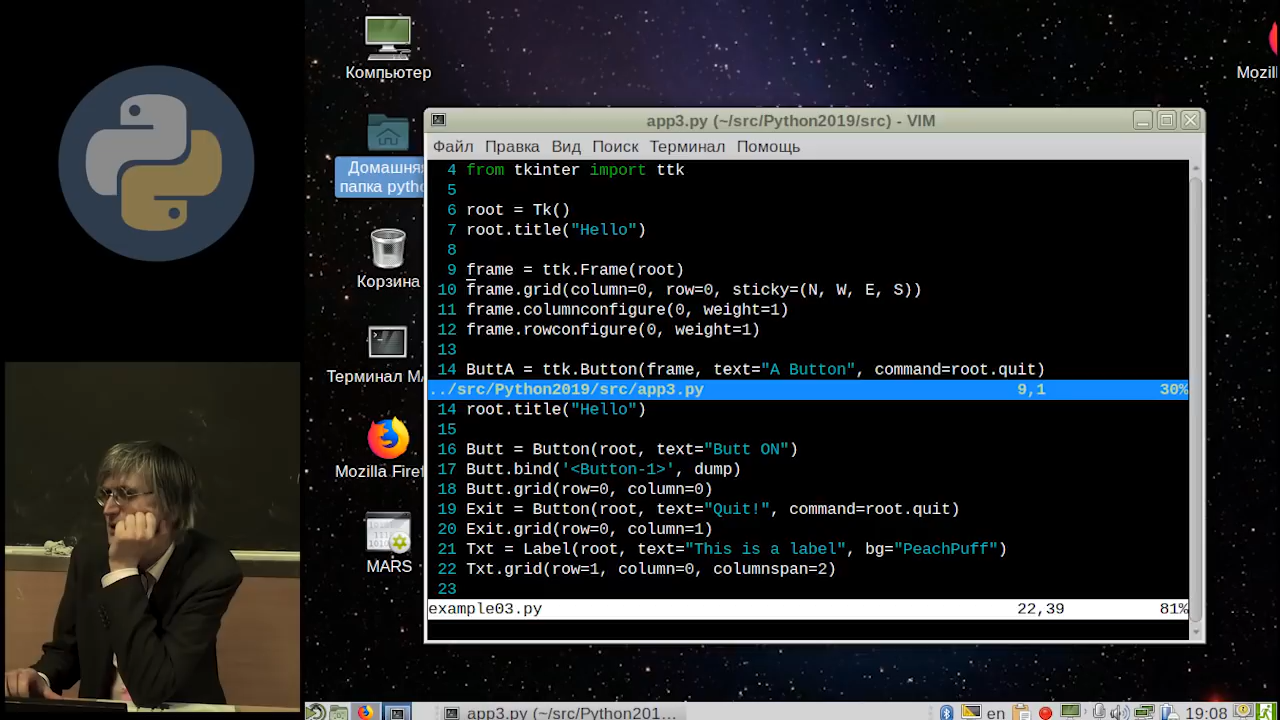 Компьютер
Mozil
Домашняя
папка pytho
Корзина
Терминал MA
Mozilla Firef
MARS
app3.py (~/src/Python2019/src) - VIM
Файл Правка Вид Поиск Терминал Помощь
4 from tkinter import ttk
5
6 root = Tk()
7 root.title("Hello")
8
9 frame = ttk.Frame(root)
10 frame.grid(column=0, row=0, sticky=(N, W, E, S))
11 frame.columnconfigure(0, weight=1)
12 frame.rowconfigure(0, weight=1)
13
14 ButtA = ttk.Button(frame, text="A Button", command=root.quit)
../src/Python2019/src/app3.py 9,1 30%
14 root.title("Hello")
15
16 Butt = Button(root, text="Butt ON")
17 Butt.bind('<Button-1>', dump)
18 Butt.grid(row=0, column=0)
19 Exit = Button(root, text="Quit!", command=root.quit)
20 Exit.grid(row=0, column=1)
21 Txt = Label(root, text="This is a label", bg="PeachPuff")
22 Txt.grid(row=1, column=0, columnspan=2)
23
example03.py 22,39 81%
app3.py (~/src/Python201... en 19:08